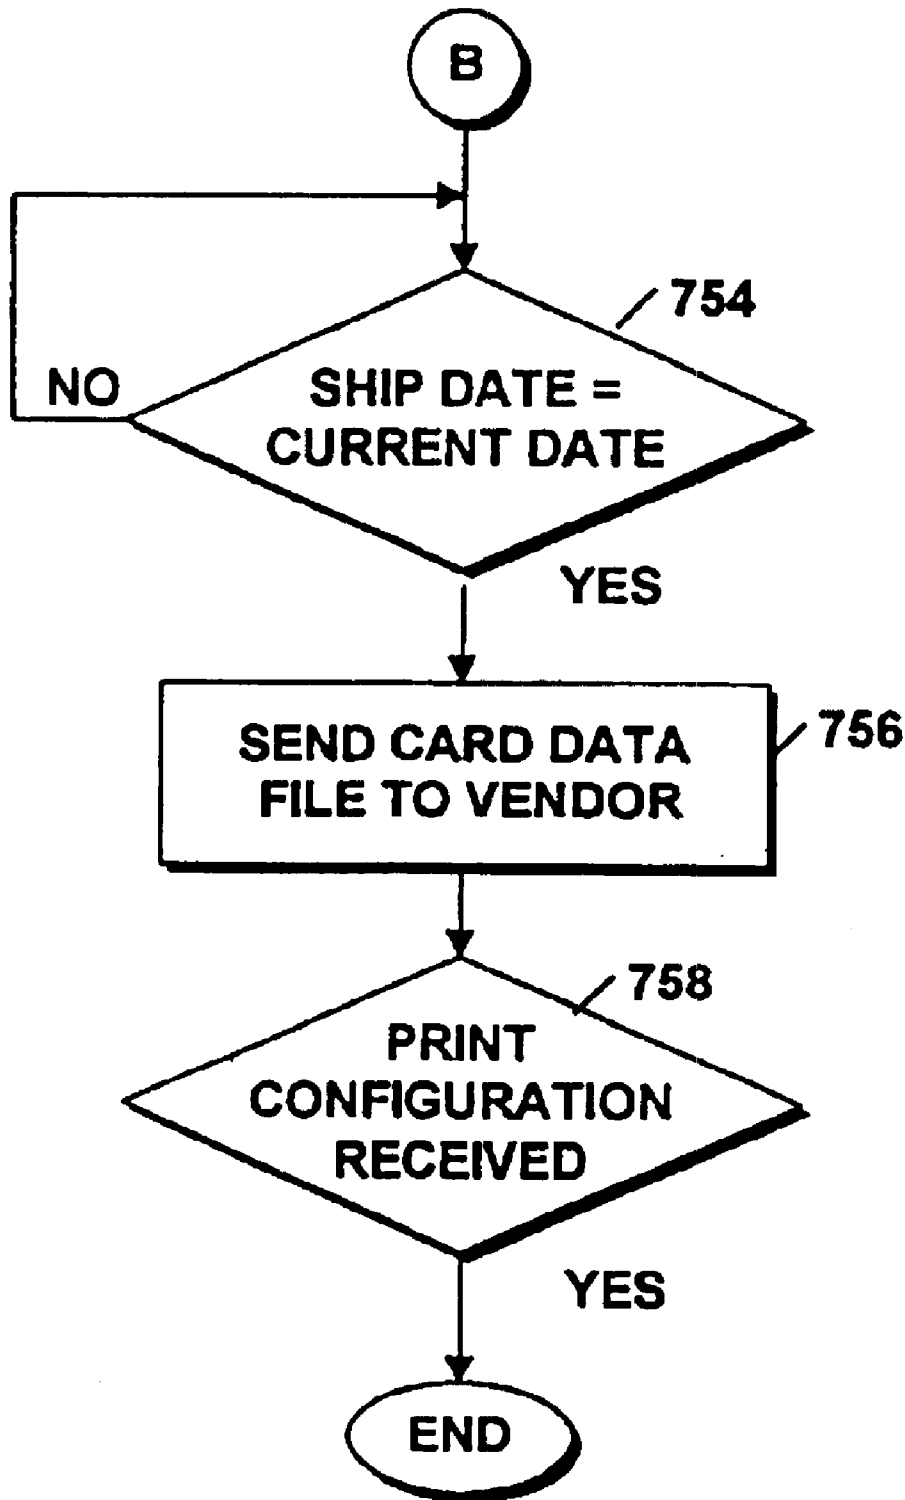 B
754
NO
SHIP DATE =
CURRENT DATE
YES
SEND CARD DATA
FILE TO VENDOR
756
758
PRINT
CONFIGURATION
RECEIVED
YES
END